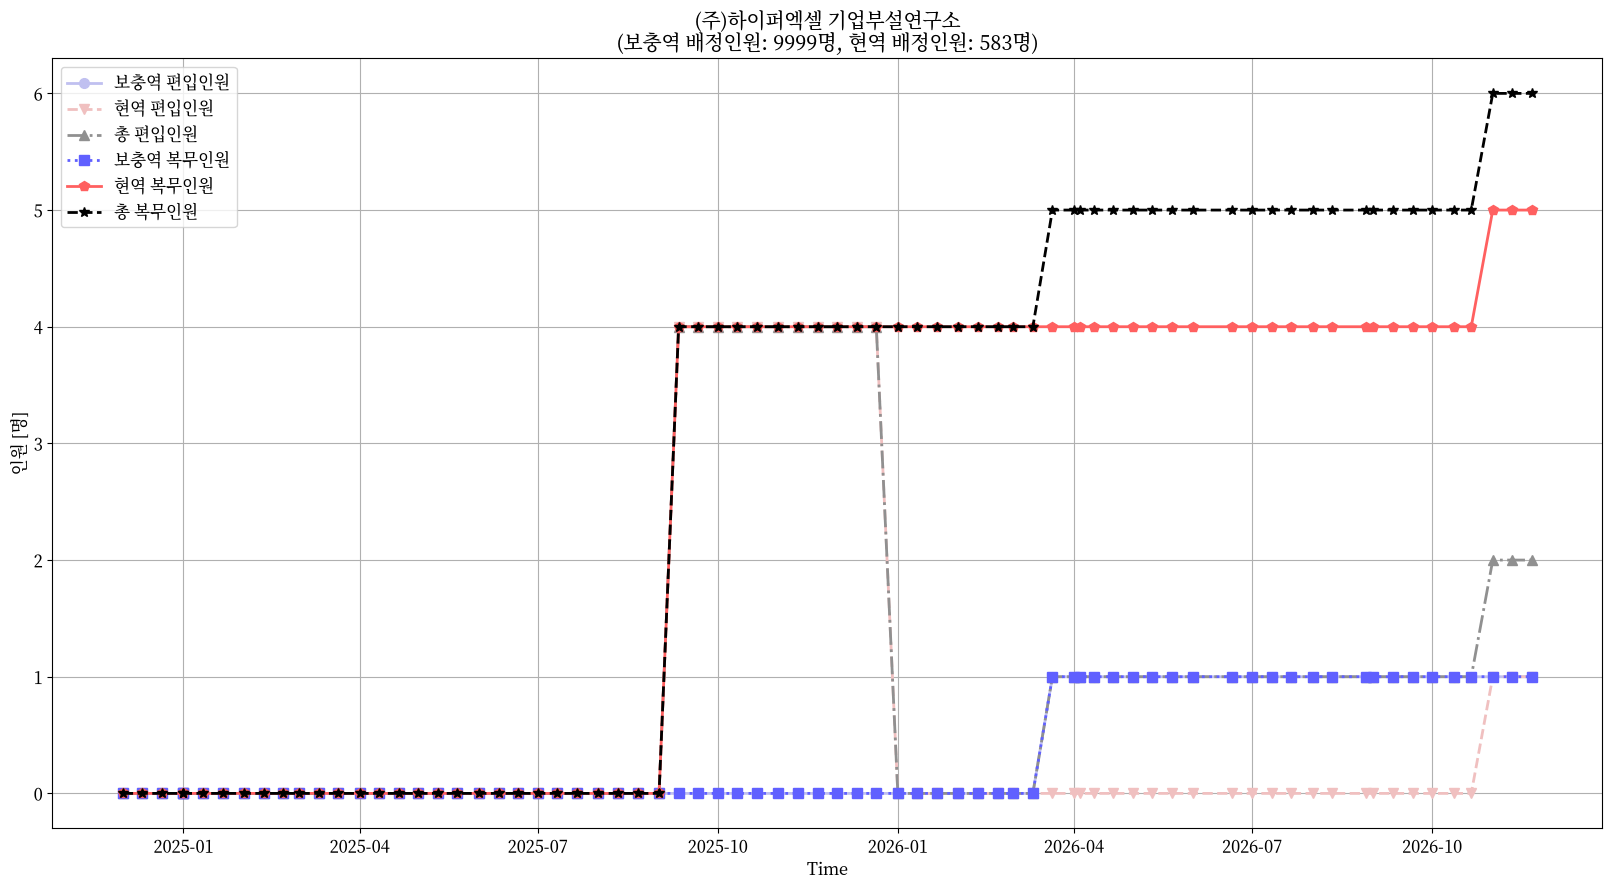 (주)하이퍼엑셀 기업부설연구소
(보충역 배정인원: 9999명, 현역 배정인원: 583명)
보충역 편입인원
현역 편입인원
총 편입인원
보충역 복무인원
현역 복무인원
총 복무인원
6
5
4
3
2
1
0
인원 [명]
2025-01
2025-04
2025-07
2025-10
2026-01
2026-04
2026-07
2026-10
Time